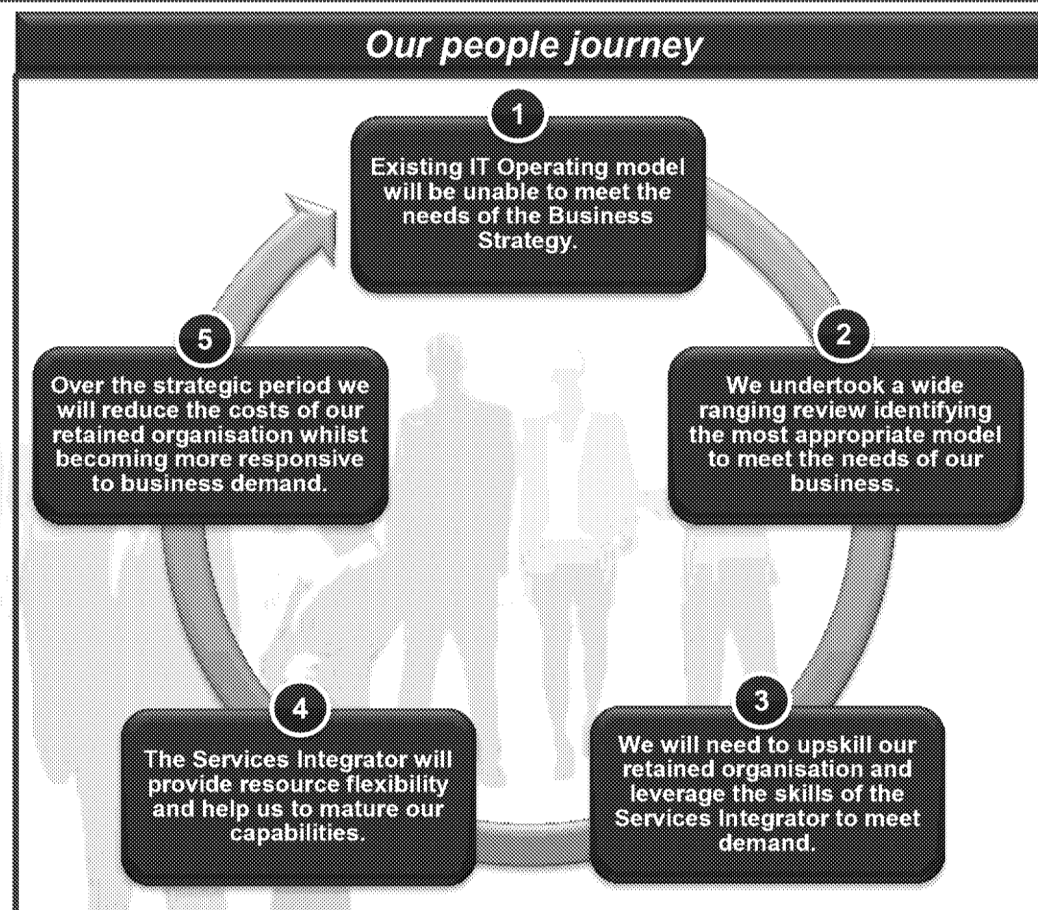 Our people journey
1
Existing IT Operating model
will be unable to meet the
needs of the Business
Strategy.
2
We undertook a wide
ranging review identifying
the most appropriate model
to meet the needs of our
business.
3
We will need to upskill our
retained organisation and
leverage the skills of the
Services Integrator to meet
demand.
4
The Services Integrator will
provide resource flexibility
and help us to mature our
capabilities.
5
Over the strategic period we
will reduce the costs of our
retained organisation whilst
becoming more responsive
to business demand.